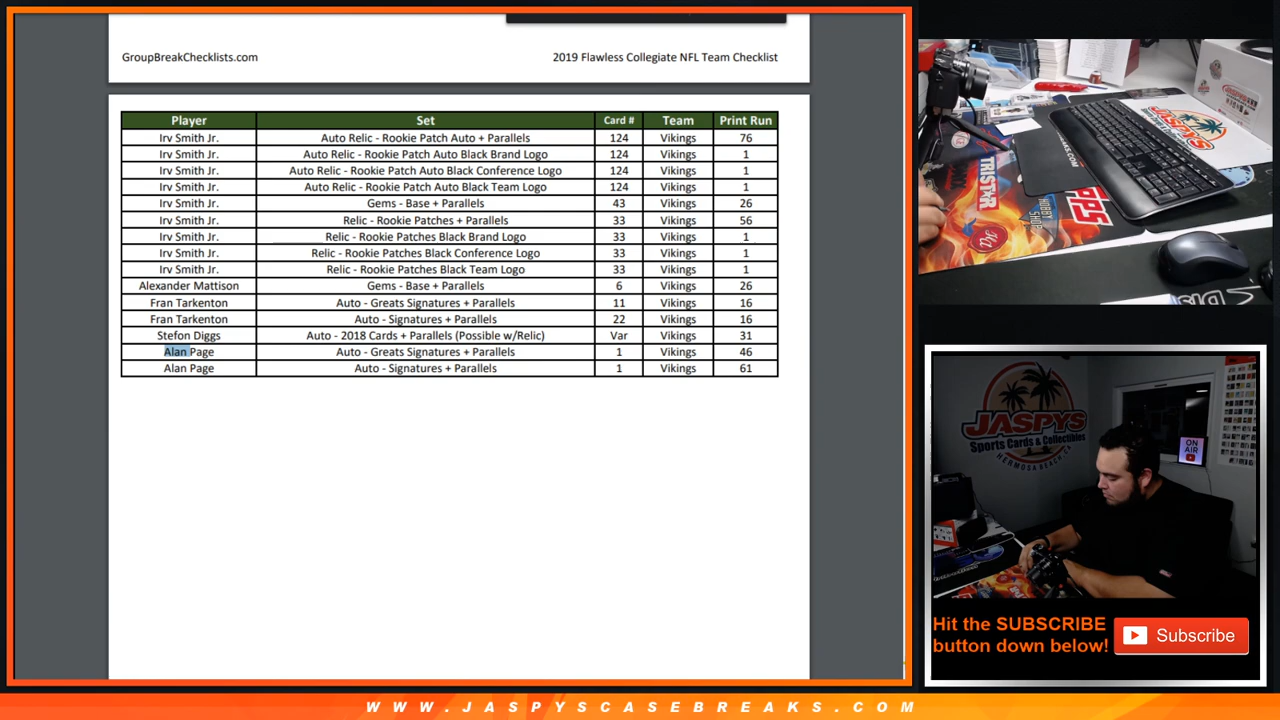 GroupBreakChecklists.com 2019 Flawless Collegiate NFL Team Checklist
Player Set Card # Team Print Run
Irv Smith Jr. Auto Relic - Rookie Patch Auto + Parallels 124 Vikings 76
Irv Smith Jr. Auto Relic - Rookie Patch Auto Black Brand Logo 124 Vikings 1
Irv Smith Jr. Auto Relic - Rookie Patch Auto Black Conference Logo 124 Vikings 1
Irv Smith Jr. Auto Relic - Rookie Patch Auto Black Team Logo 124 Vikings 1
Irv Smith Jr. Gems - Base + Parallels 43 Vikings 26
Irv Smith Jr. Relic - Rookie Patches + Parallels 33 Vikings 56
Irv Smith Jr. Relic - Rookie Patches Black Brand Logo 33 Vikings 1
Irv Smith Jr. Relic - Rookie Patches Black Conference Logo 33 Vikings 1
Irv Smith Jr. Relic - Rookie Patches Black Team Logo 33 Vikings 1
Alexander Mattison Gems - Base + Parallels 6 Vikings 26
Fran Tarkenton Auto - Greats Signatures + Parallels 11 Vikings 16
Fran Tarkenton Auto - Signatures + Parallels 22 Vikings 16
Stefon Diggs Auto - 2018 Cards + Parallels (Possible w/Relic) Var Vikings 31
Alan Page Auto - Greats Signatures + Parallels 1 Vikings 46
Alan Page Auto - Signatures + Parallels 1 Vikings 61
TRISTAR
HOBBY
SHOP
JASPYS
Sports Cards & Collectibles
HERMOSA BEACH CA
ON
AIR
Hit the SUBSCRIBE
button down below!
Subscribe
WWW.JASPYSCASEBREAKS.COM